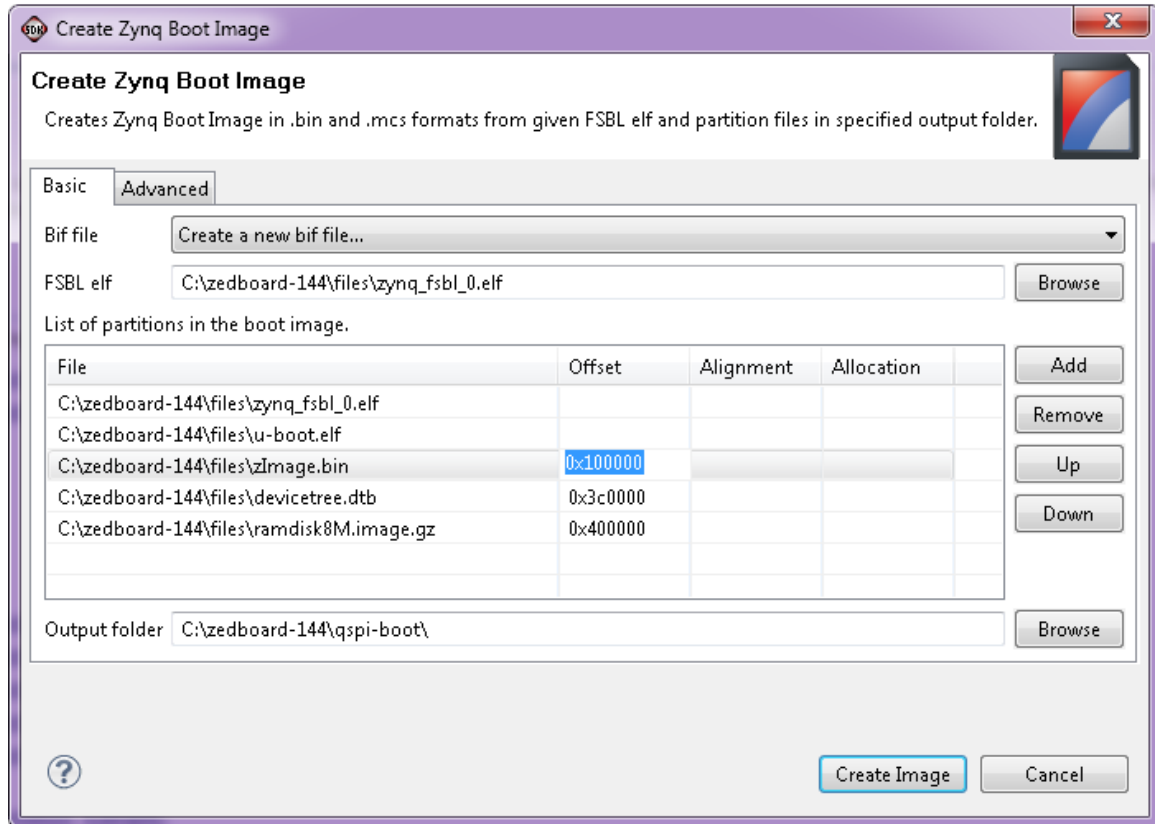 SDK Create Zynq Boot Image
Create Zynq Boot Image
Creates Zynq Boot Image in .bin and .mcs formats from given FSBL elf and partition files in specified output folder.
Basic Advanced
Bif file Create a new bif file...
FSBL elf C:\zedboard-144\files\zynq_fsbl_0.elf Browse
List of partitions in the boot image.
File Offset Alignment Allocation Add
C:\zedboard-144\files\zynq_fsbl_0.elf
Remove
C:\zedboard-144\files\u-boot.elf
C:\zedboard-144\files\zImage.bin 0x100000 Up
C:\zedboard-144\files\devicetree.dtb 0x3c0000
Down
C:\zedboard-144\files\ramdisk8M.image.gz 0x400000
Output folder C:\zedboard-144\qspi-boot\ Browse
? Create Image Cancel